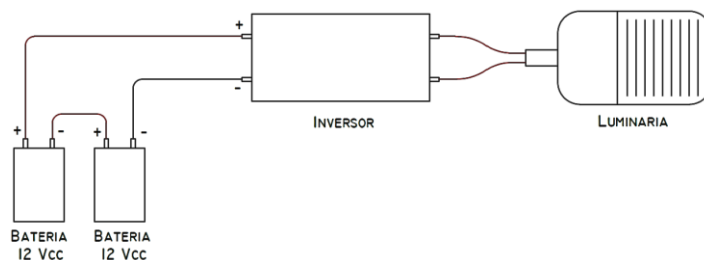 +
-
+
-
+
-
INVERSOR
LUMINARIA
BATERIA
12 VCC
BATERIA
12 VCC